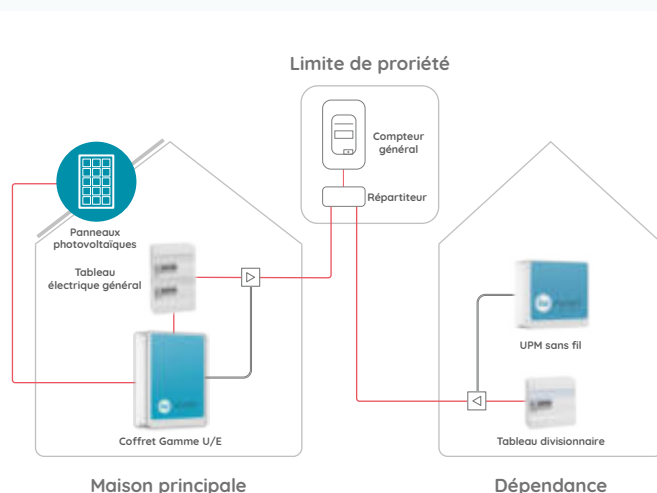 Limite de proriété
Compteur
général
Répartiteur
Panneaux
photovoltaïques
Tableau
électrique général
Coffret Gamme U/E
UPM sans fil
Tableau divisionnaire
Maison principale
Dépendance